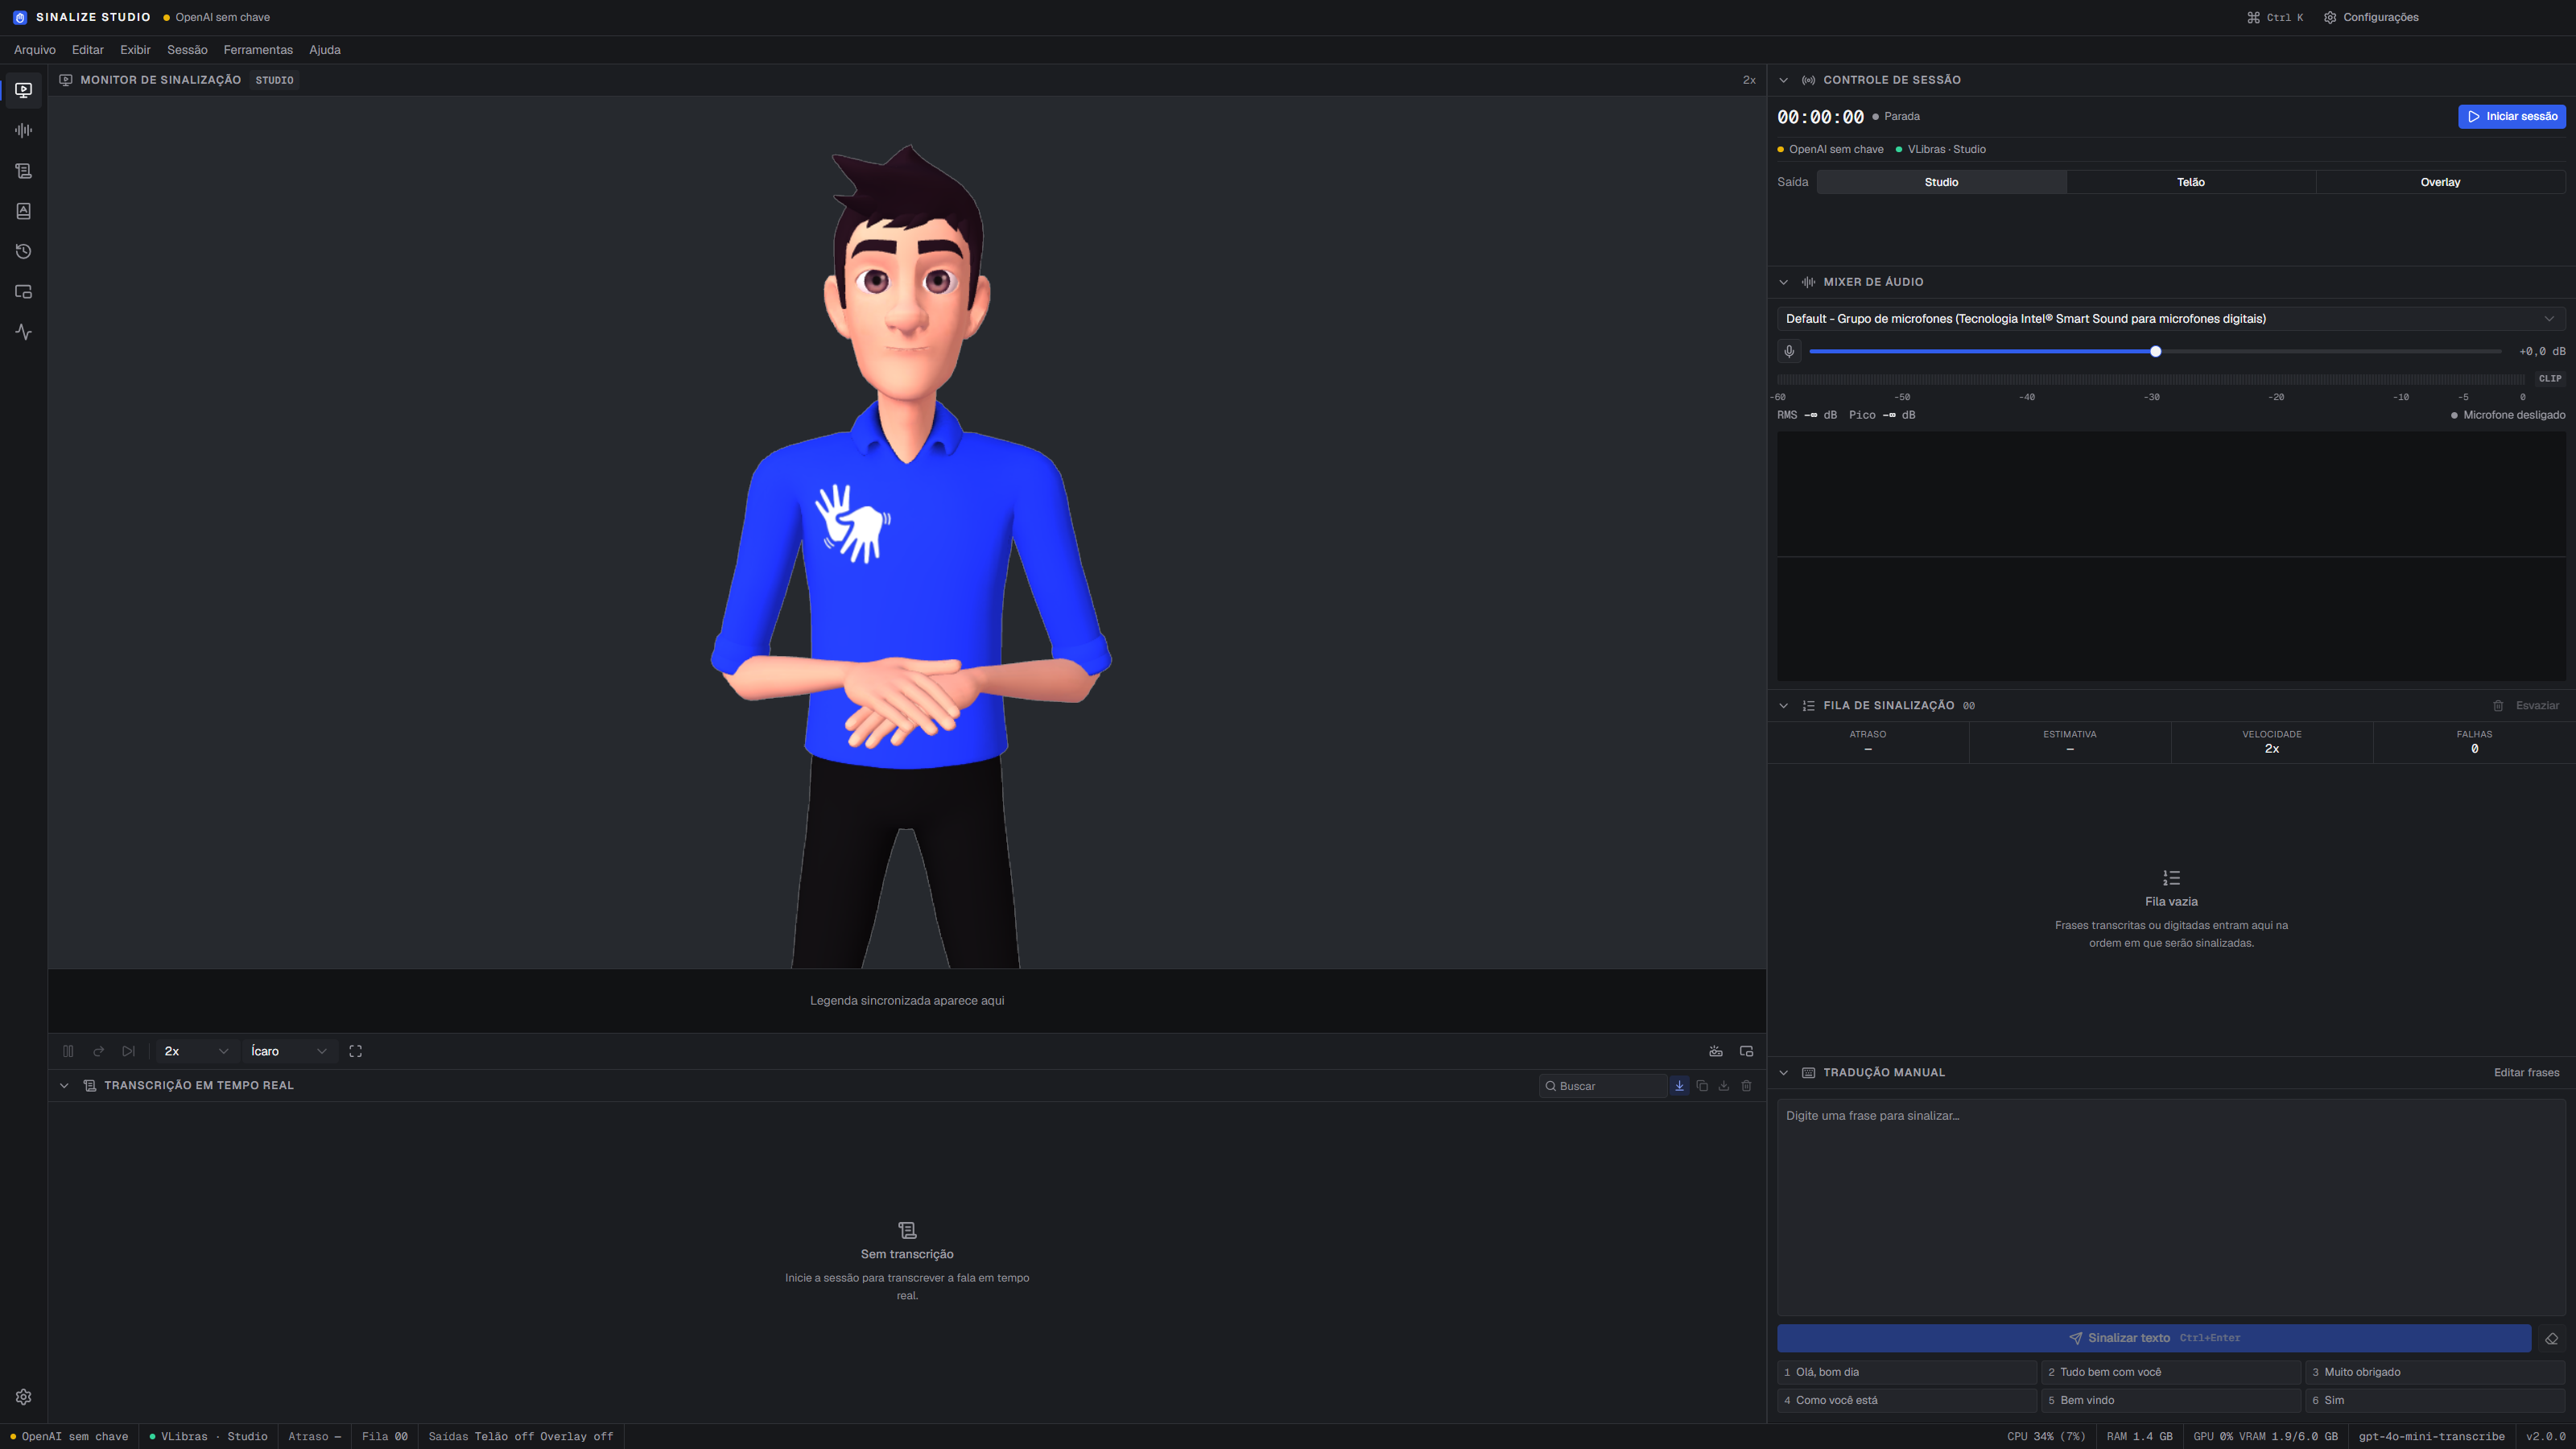 SINALIZE STUDIO OpenAI sem chave Ctrl K Configurações
Arquivo Editar Exibir Sessão Ferramentas Ajuda
MONITOR DE SINALIZAÇÃO STUDIO 2x
Legenda sincronizada aparece aqui
2x Ícaro
TRANSCRIÇÃO EM TEMPO REAL Buscar
Sem transcrição
Inicie a sessão para transcrever a fala em tempo
real.
CONTROLE DE SESSÃO
00:00:00 Parada Iniciar sessão
OpenAI sem chave VLibras · Studio
Saída Studio Telão Overlay
MIXER DE ÁUDIO
Default - Grupo de microfones (Tecnologia Intel® Smart Sound para microfones digitais)
+0,0 dB
CLIP
-60 -50 -40 -30 -20 -10 -5 0
RMS -∞ dB Pico -∞ dB Microfone desligado
FILA DE SINALIZAÇÃO 00 Esvaziar
ATRASO ESTIMATIVA VELOCIDADE FALHAS
— — 2x 0
Fila vazia
Frases transcritas ou digitadas entram aqui na
ordem em que serão sinalizadas.
TRADUÇÃO MANUAL Editar frases
Digite uma frase para sinalizar...
Sinalizar texto Ctrl+Enter
1 Olá, bom dia 2 Tudo bem com você 3 Muito obrigado
4 Como você está 5 Bem vindo 6 Sim
OpenAI sem chave VLibras · Studio Atraso — Fila 00 Saídas Telão off Overlay off CPU 34% (7%) RAM 1.4 GB GPU 0% VRAM 1.9/6.0 GB gpt-4o-mini-transcribe v2.0.0